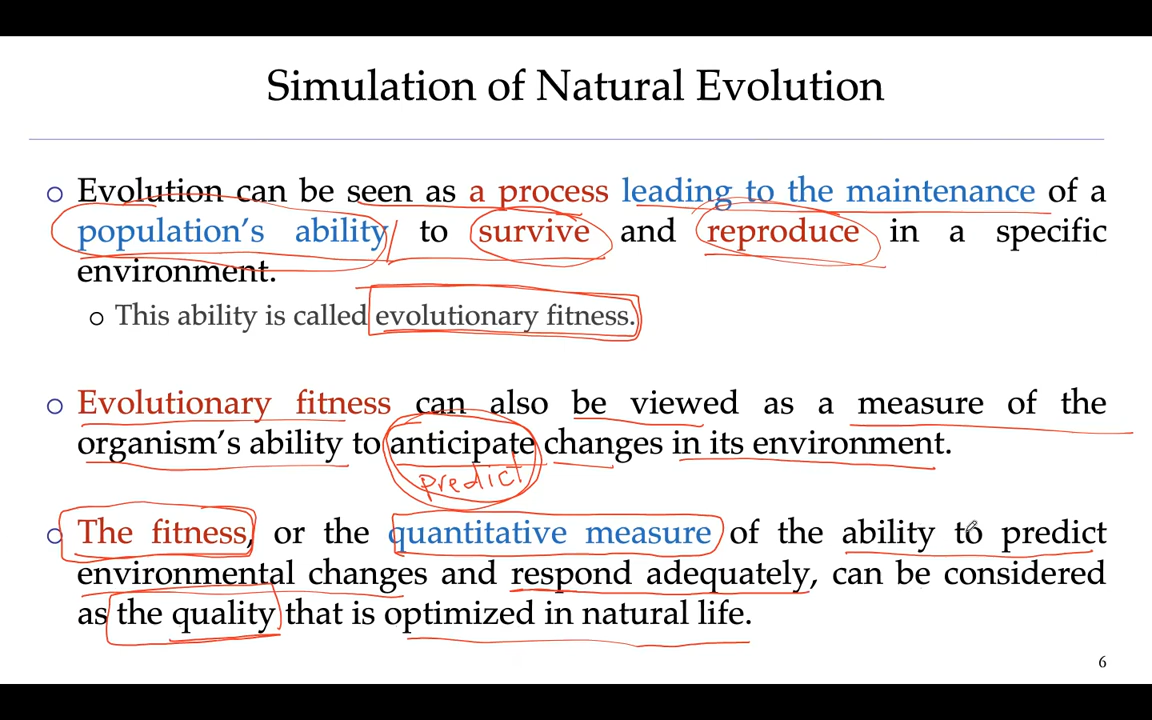 Simulation of Natural Evolution
Evolution can be seen as a process leading to the maintenance of a
population's ability to survive and reproduce in a specific
environment.
This ability is called evolutionary fitness.
Evolutionary fitness can also be viewed as a measure of the
organism's ability to anticipate changes in its environment.
predict
The fitness, or the quantitative measure of the ability to predict
environmental changes and respond adequately, can be considered
as the quality that is optimized in natural life.
6